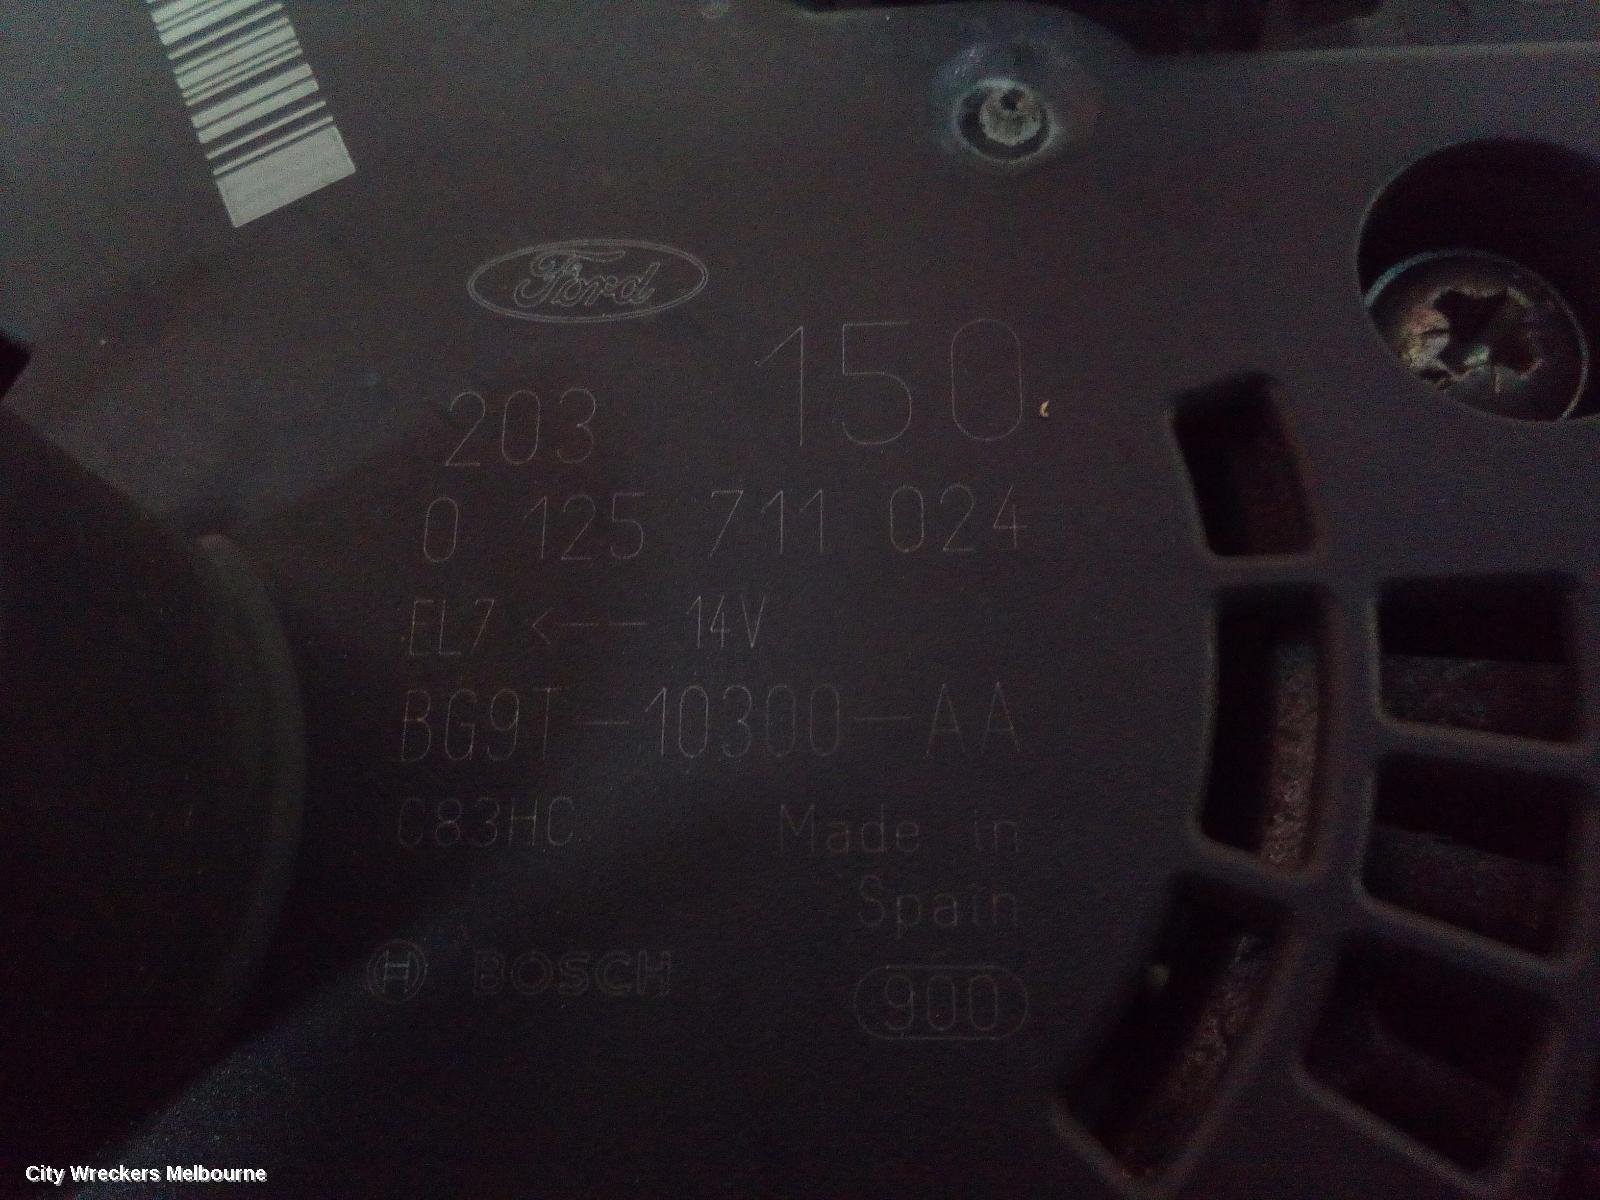 Ford
203 150
0 125 711 024
EL7 <-- 14V
BG9T-10300-AA
C83HC Made in
Spain
BOSCH 900
City Wreckers Melbourne